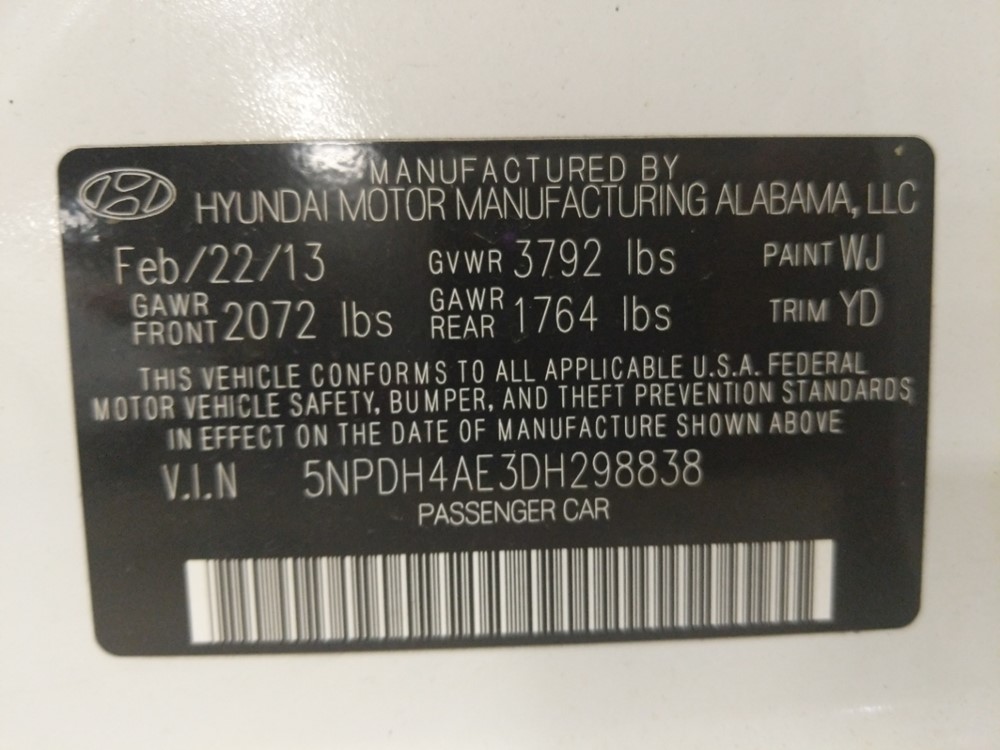 MANUFACTURED BY
HYUNDAI MOTOR MANUFACTURING ALABAMA, LLC
Feb/22/13 GVWR 3792 lbs PAINT WJ
GAWR FRONT 2072 lbs GAWR REAR 1764 lbs TRIM YD
THIS VEHICLE CONFORMS TO ALL APPLICABLE U.S.A. FEDERAL
MOTOR VEHICLE SAFETY, BUMPER, AND THEFT PREVENTION STANDARDS
IN EFFECT ON THE DATE OF MANUFACTURE SHOWN ABOVE
V.I.N 5NPDH4AE3DH298838
PASSENGER CAR